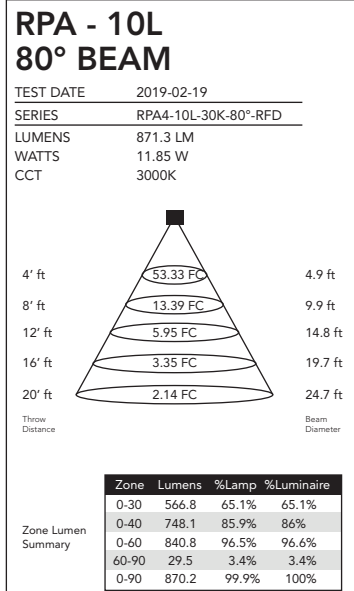 RPA - 10L
80° BEAM
TEST DATE 2019-02-19
SERIES RPA4-10L-30K-80°-RFD
LUMENS 871.3 LM
WATTS 11.85 W
CCT 3000K
4' ft 53.33 FC 4.9 ft
8' ft 13.39 FC 9.9 ft
12' ft 5.95 FC 14.8 ft
16' ft 3.35 FC 19.7 ft
20' ft 2.14 FC 24.7 ft
Throw Distance
Beam Diameter
Zone Lumen Summary
Zone Lumens %Lamp %Luminaire
0-30 566.8 65.1% 65.1%
0-40 748.1 85.9% 86%
0-60 840.8 96.5% 96.6%
60-90 29.5 3.4% 3.4%
0-90 870.2 99.9% 100%